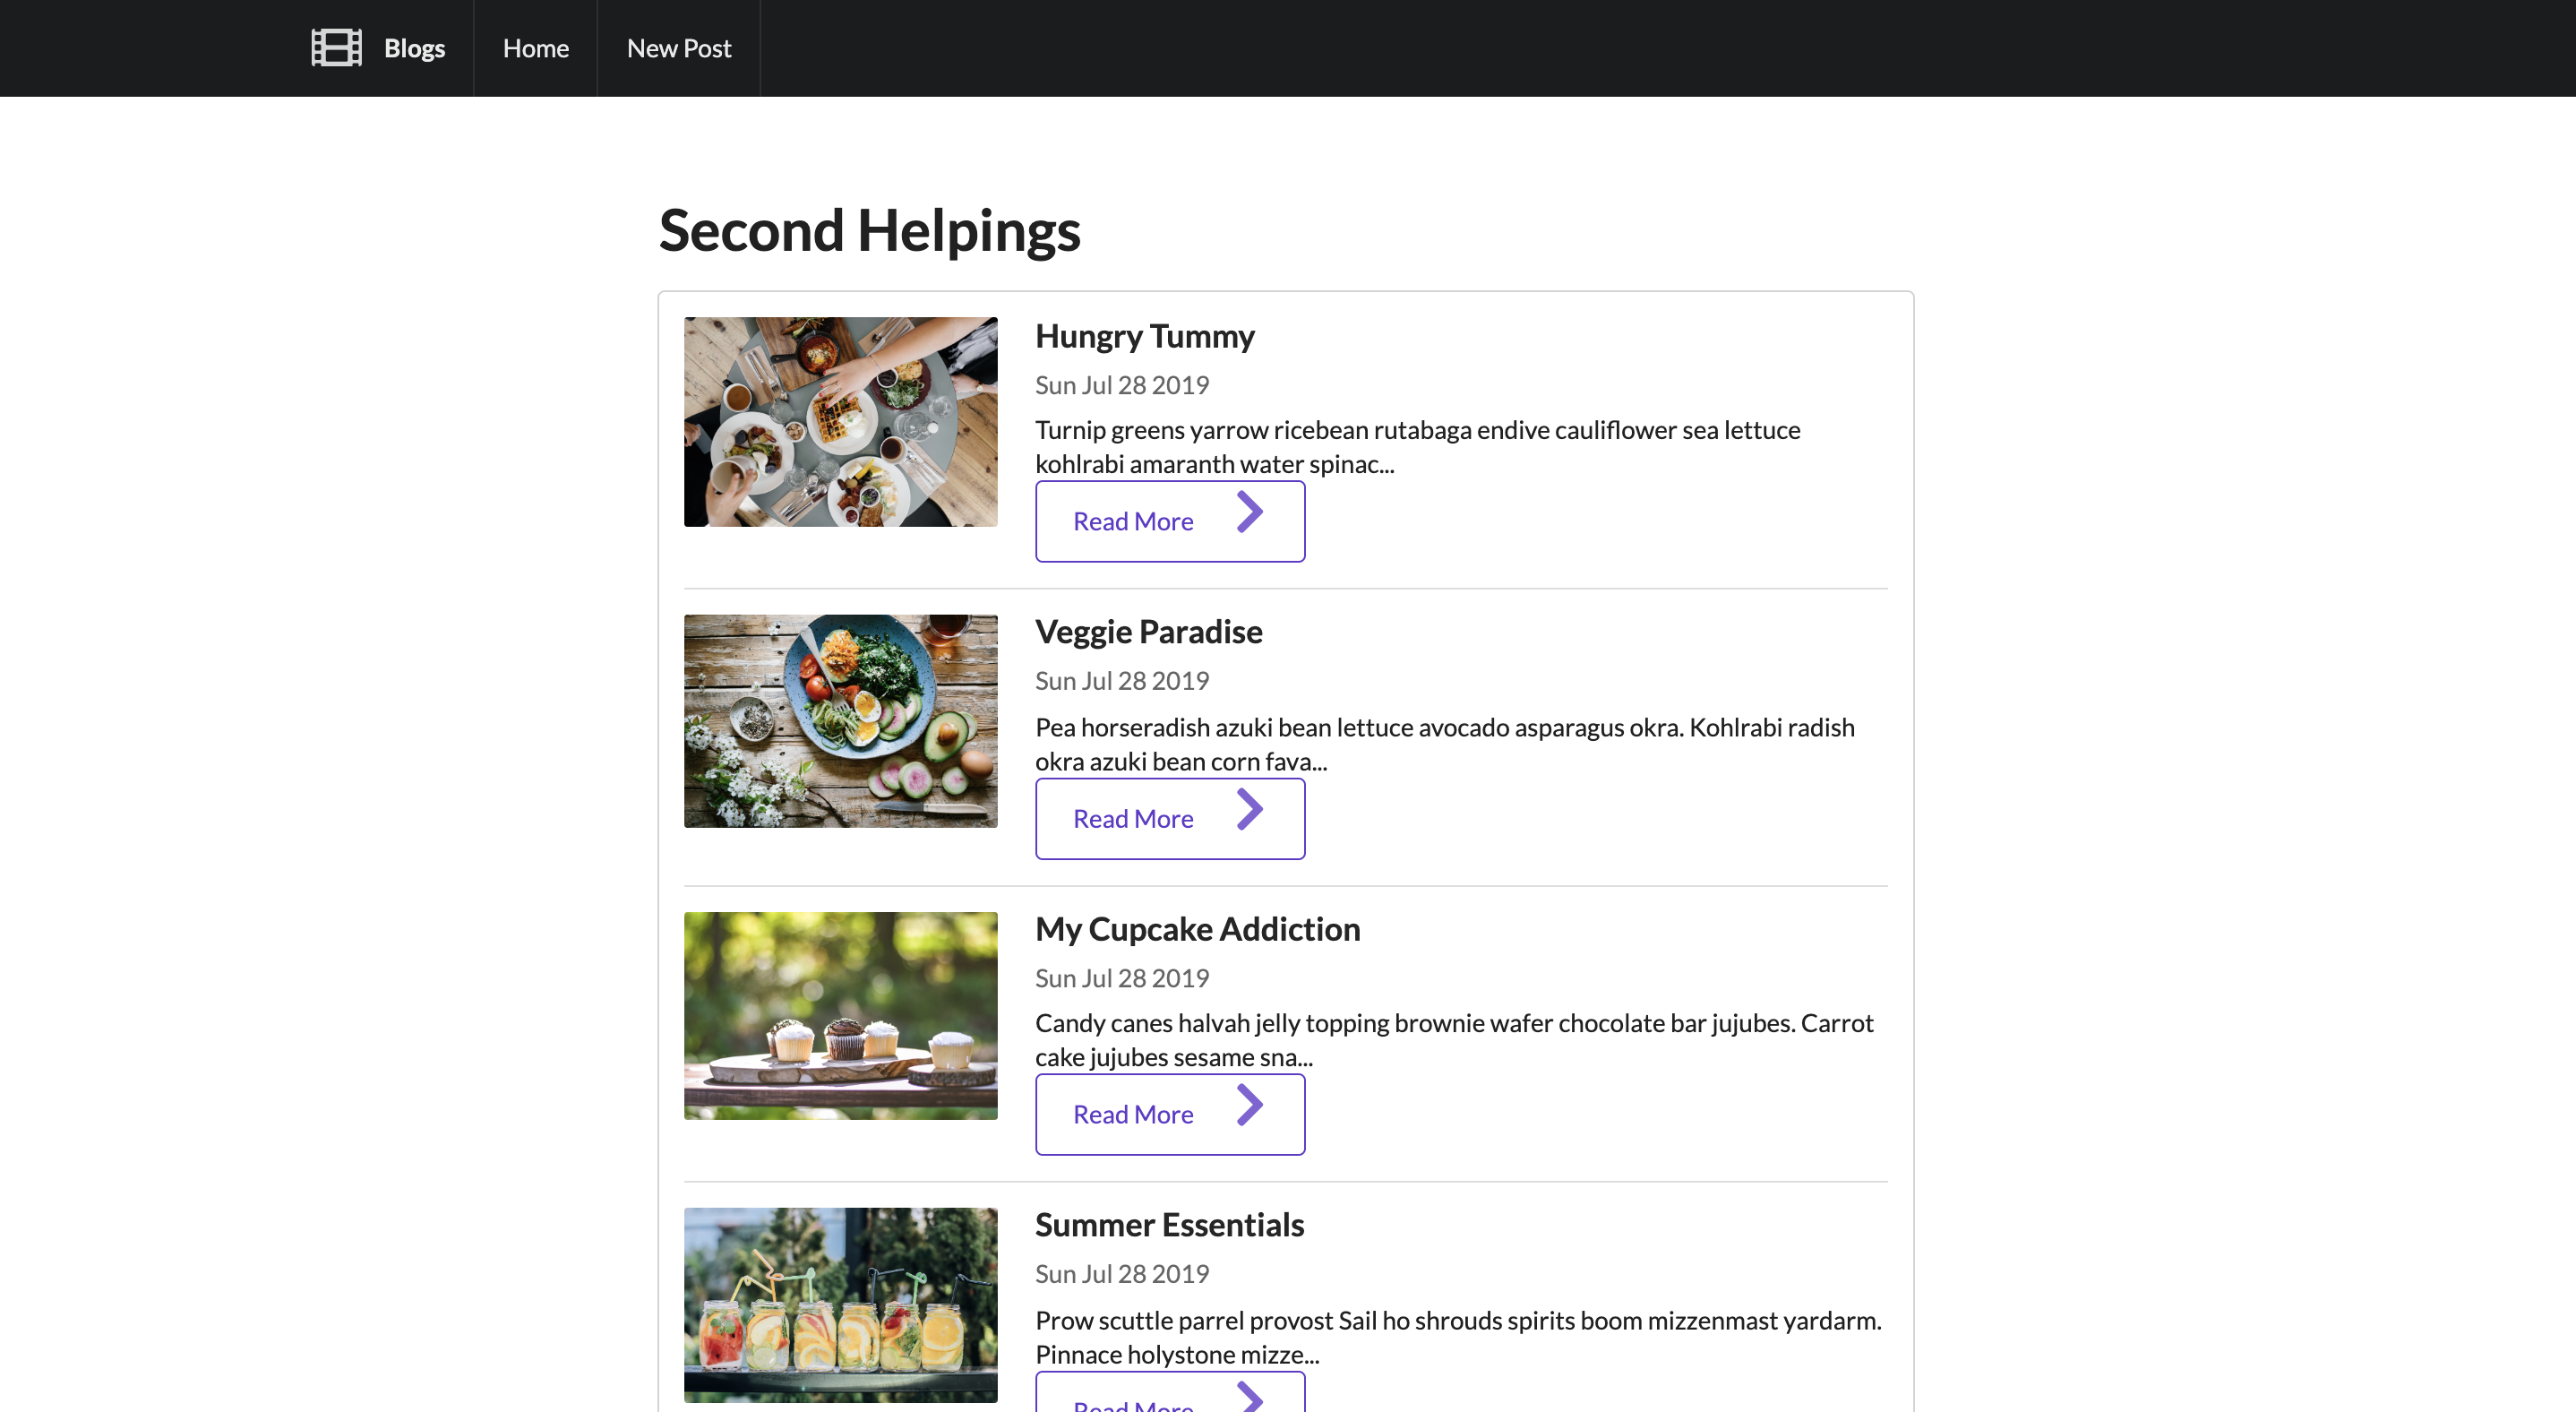 Blogs Home New Post
Second Helpings
Hungry Tummy
Sun Jul 28 2019
Turnip greens yarrow ricebean rutabaga endive cauliflower sea lettuce
kohlrabi amaranth water spinac...
Read More
Veggie Paradise
Sun Jul 28 2019
Pea horseradish azuki bean lettuce avocado asparagus okra. Kohlrabi radish
okra azuki bean corn fava...
Read More
My Cupcake Addiction
Sun Jul 28 2019
Candy canes halvah jelly topping brownie wafer chocolate bar jujubes. Carrot
cake jujubes sesame sna...
Read More
Summer Essentials
Sun Jul 28 2019
Prow scuttle parrel provost Sail ho shrouds spirits boom mizzenmast yardarm.
Pinnace holystone mizze...
Read More